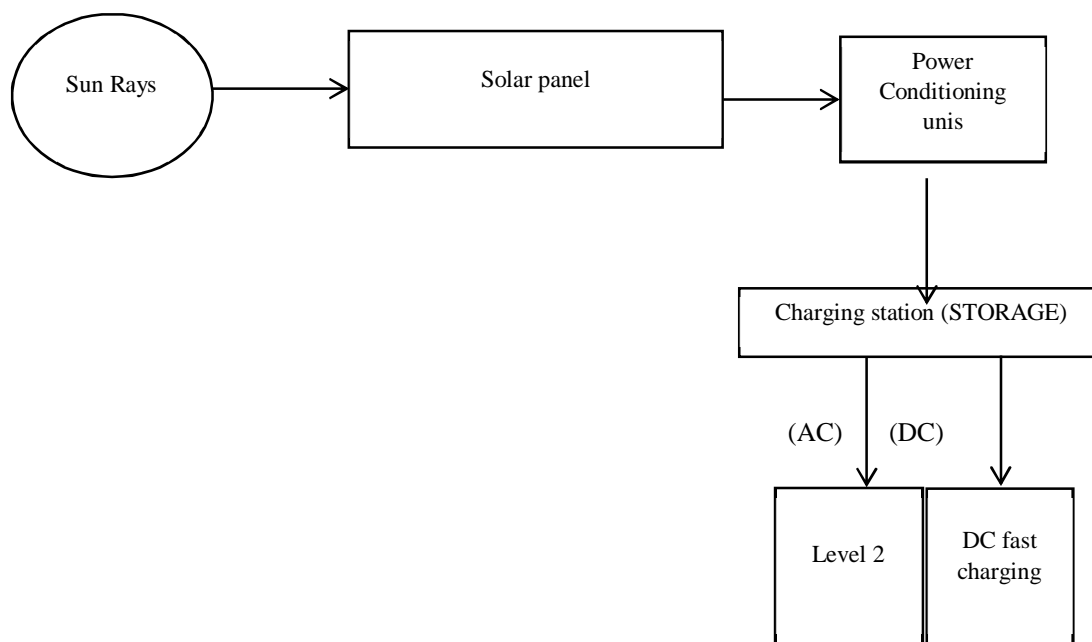 Sun Rays
Solar panel
Power
Conditioning
unis
Charging station (STORAGE)
(AC)
(DC)
Level 2
DC fast
charging